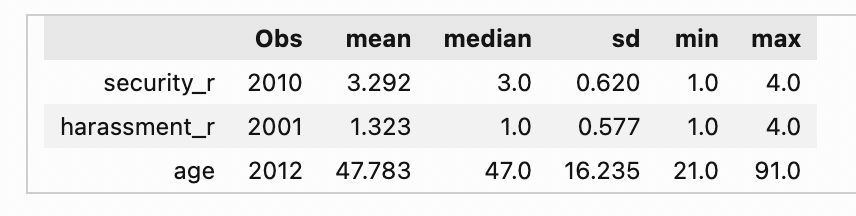 Obs mean median sd min max
security_r 2010 3.292 3.0 0.620 1.0 4.0
harassment_r 2001 1.323 1.0 0.577 1.0 4.0
age 2012 47.783 47.0 16.235 21.0 91.0